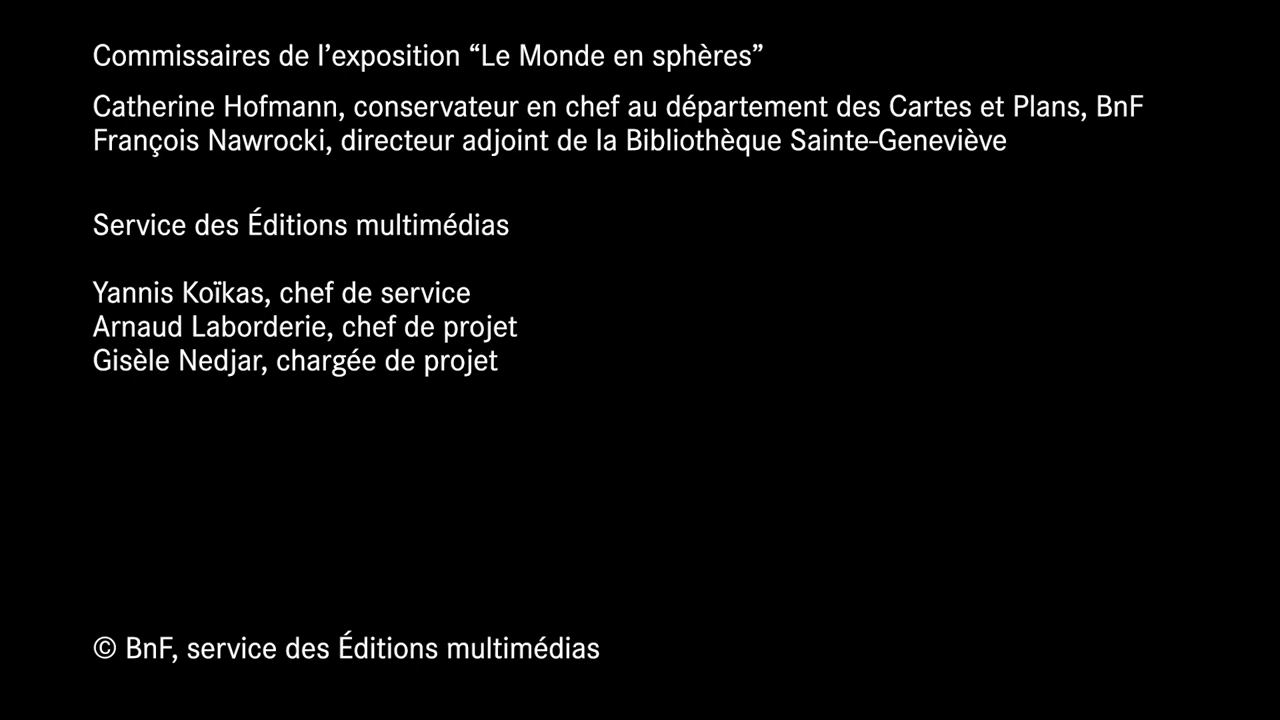 Commissaires de l’exposition “Le Monde en sphères”
Catherine Hofmann, conservateur en chef au département des Cartes et Plans, BnF
François Nawrocki, directeur adjoint de la Bibliothèque Sainte-Geneviève
Service des Éditions multimédias
Yannis Koïkas, chef de service
Arnaud Laborderie, chef de projet
Gisèle Nedjar, chargée de projet
© BnF, service des Éditions multimédias